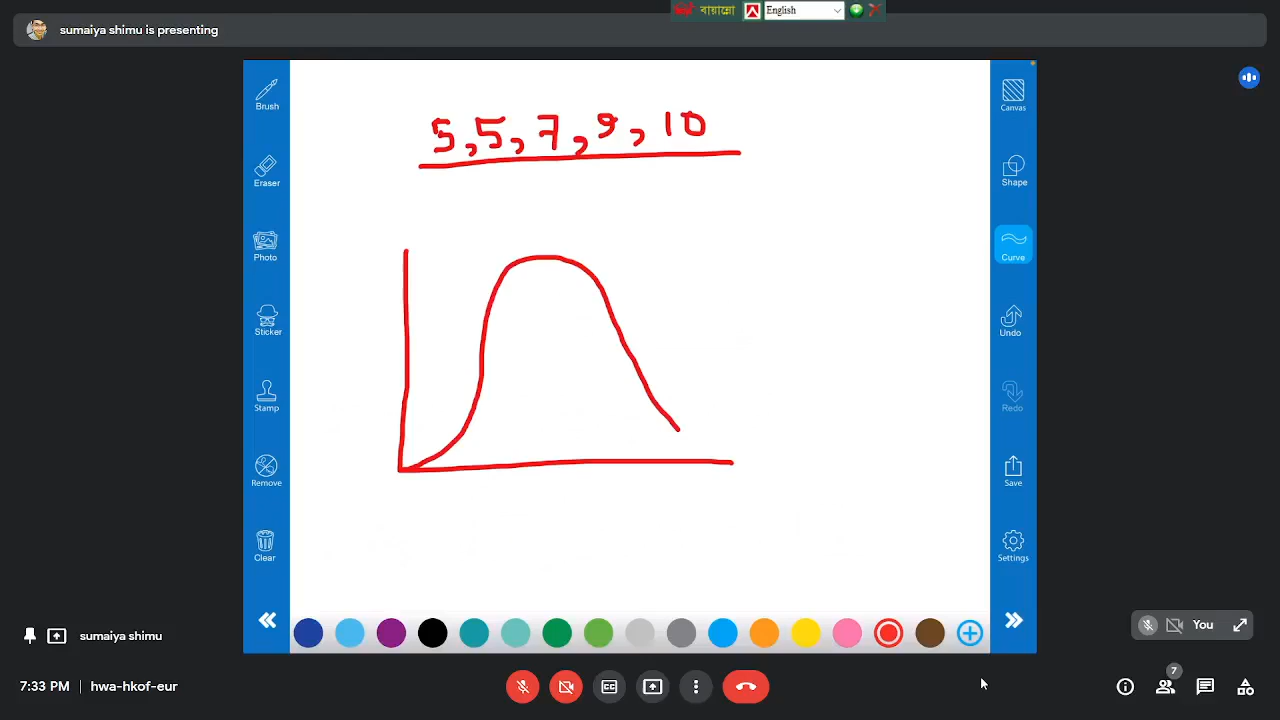 বায়ান্নো English
sumaiya shimu is presenting
Brush
Canvas
5, 5, 7, 9, 10
Eraser
Shape
Photo
Curve
Sticker
Undo
Stamp
Redo
Remove
Save
Clear
Settings
sumaiya shimu
You
7:33 PM | hwa-hkof-eur
7